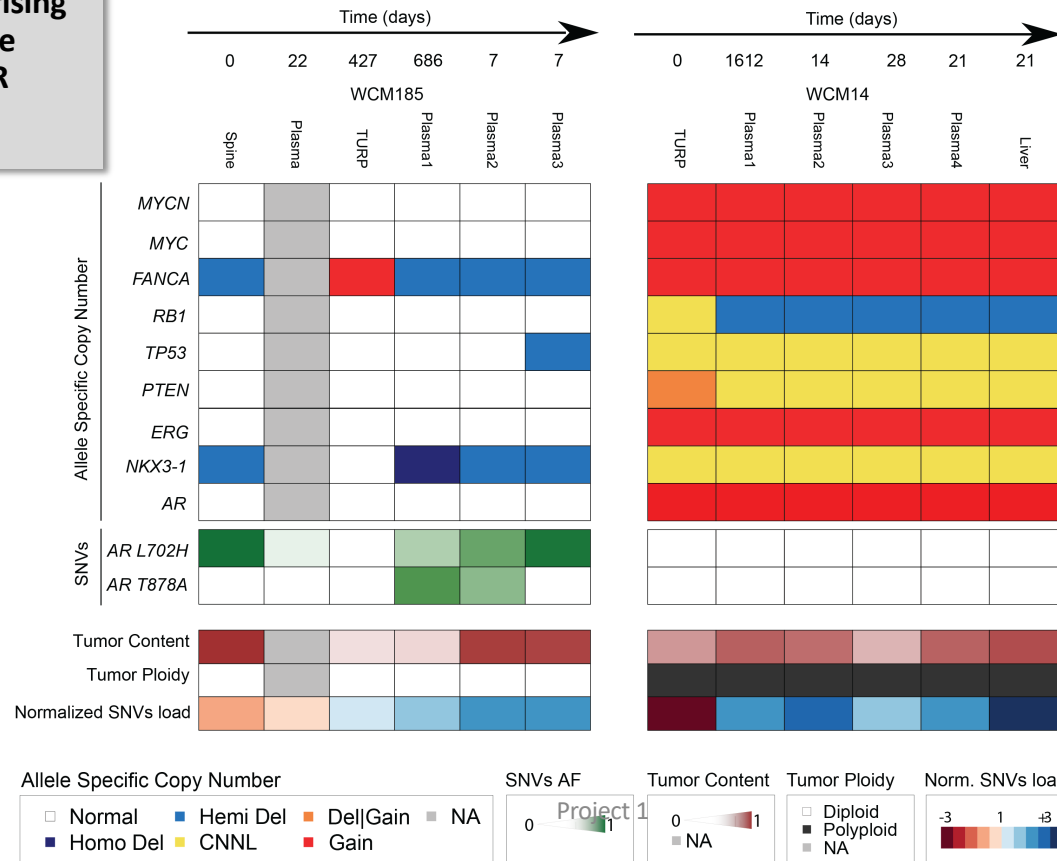 rising
e
R
Time (days)
0 22 427 686 7 7
WCM185
Spine Plasma TURP Plasma1 Plasma2 Plasma3
Time (days)
0 1612 14 28 21 21
WCM14
TURP Plasma1 Plasma2 Plasma3 Plasma4 Liver
Allele Specific Copy Number
MYCN
MYC
FANCA
RB1
TP53
PTEN
ERG
NKX3-1
AR
SNVs
AR L702H
AR T878A
Tumor Content
Tumor Ploidy
Normalized SNVs load
Allele Specific Copy Number
Normal Hemi Del Del|Gain NA
Homo Del CNNL Gain
SNVs AF
0 1
Project 1
Tumor Content
0 1
NA
Tumor Ploidy
Diploid
Polyploid
NA
Norm. SNVs loa
-3 1 +3